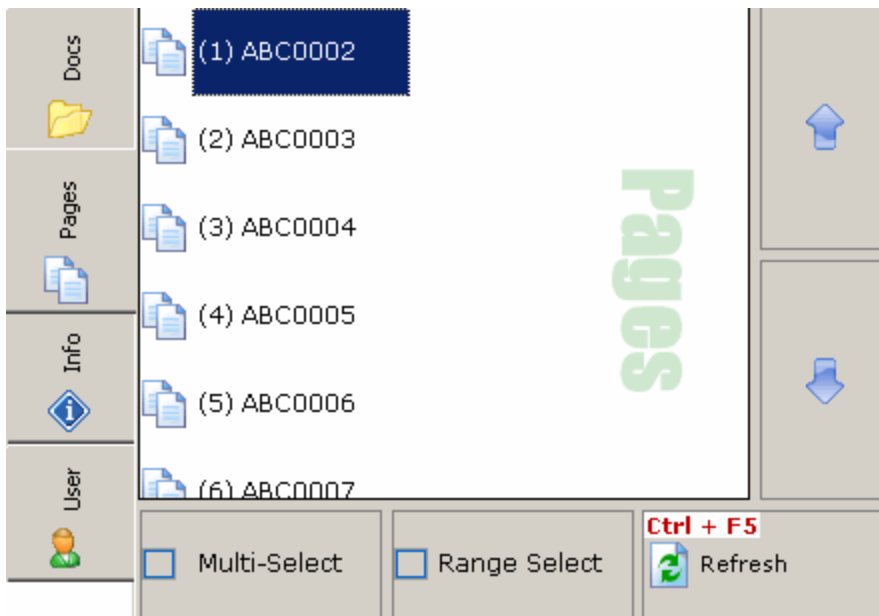 Docs
Pages
Info
User
(1) ABC0002
(2) ABC0003
(3) ABC0004
(4) ABC0005
(5) ABC0006
(6) ABC0007
Pages
Multi-Select
Range Select
Ctrl + F5
Refresh